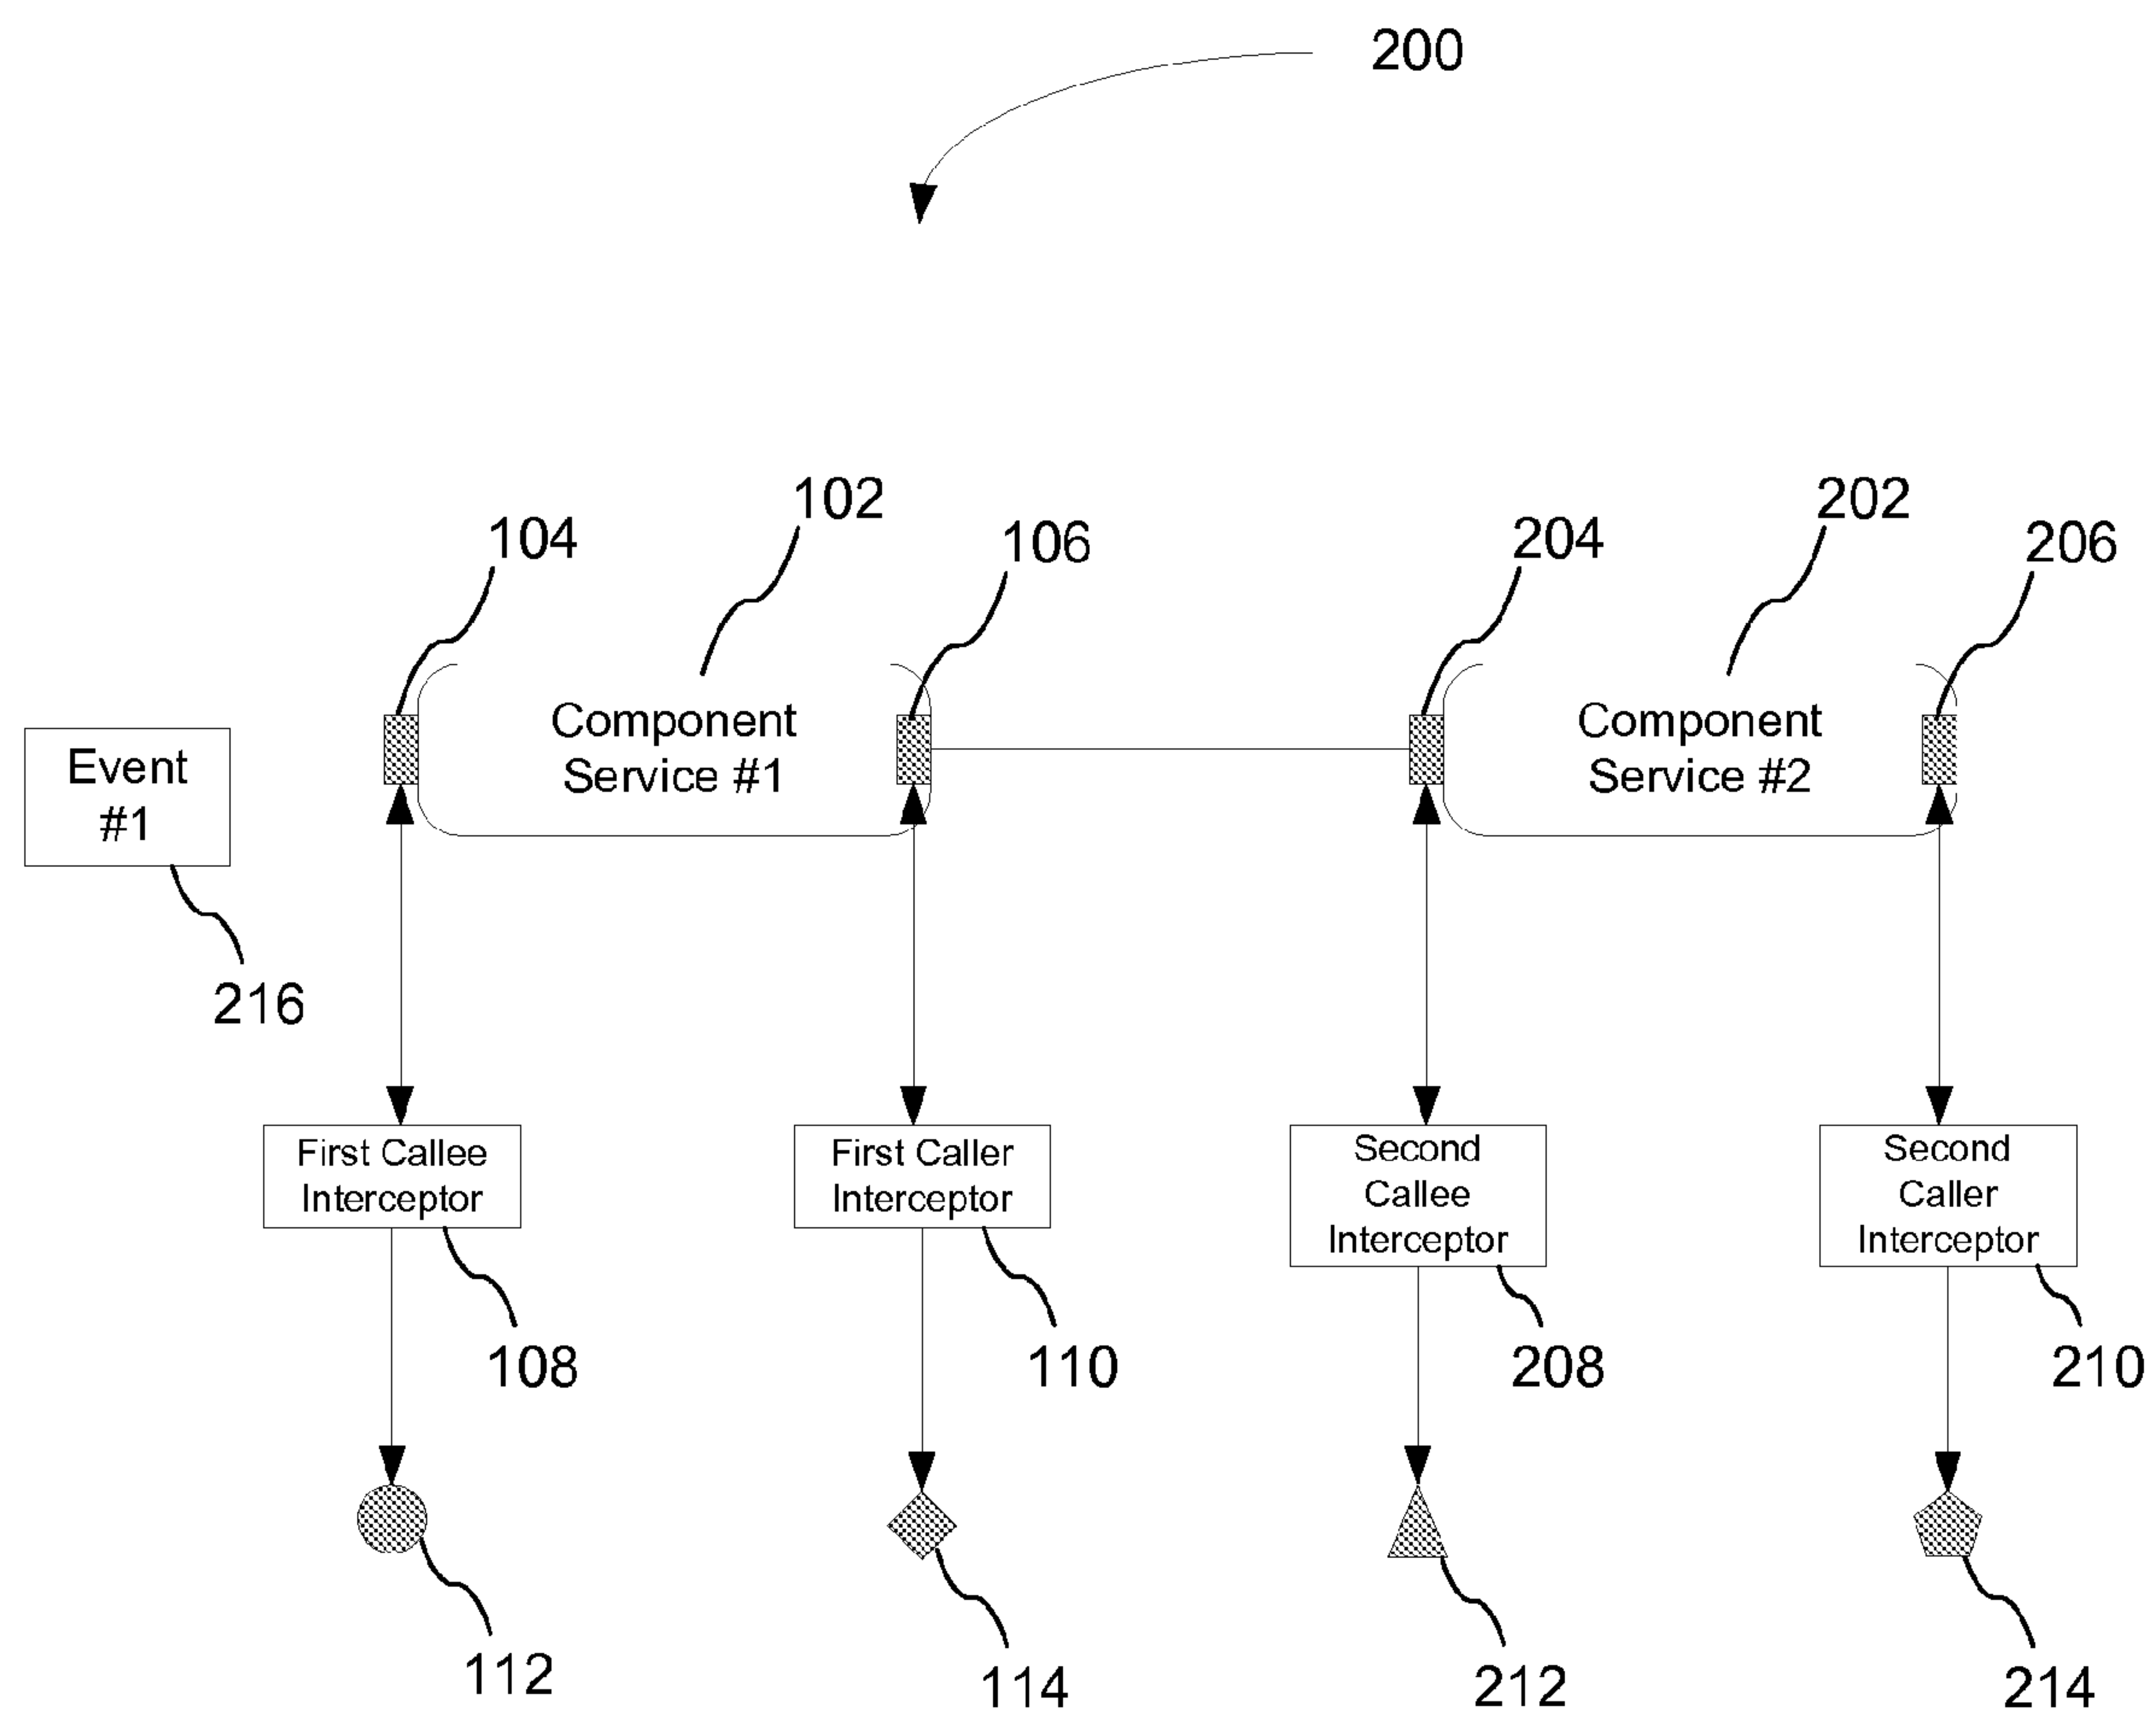 200
102
202
104
106
204
206
Component
Service #1
Component
Service #2
Event
#1
216
First Callee
Interceptor
First Caller
Interceptor
Second
Callee
Interceptor
Second
Caller
Interceptor
108
110
208
210
112
114
212
214